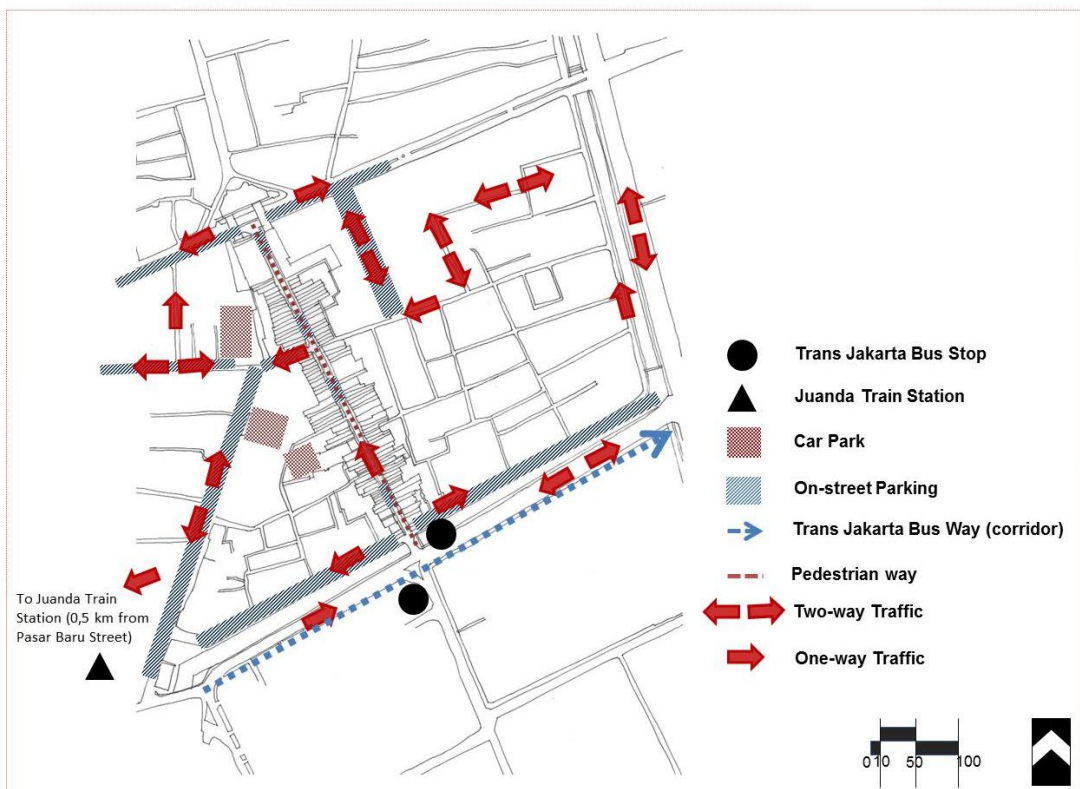 Trans Jakarta Bus Stop
Juanda Train Station
Car Park
On-street Parking
Trans Jakarta Bus Way (corridor)
Pedestrian way
Two-way Traffic
One-way Traffic
To Juanda Train
Station (0,5 km from
Pasar Baru Street)
0 10 50 100